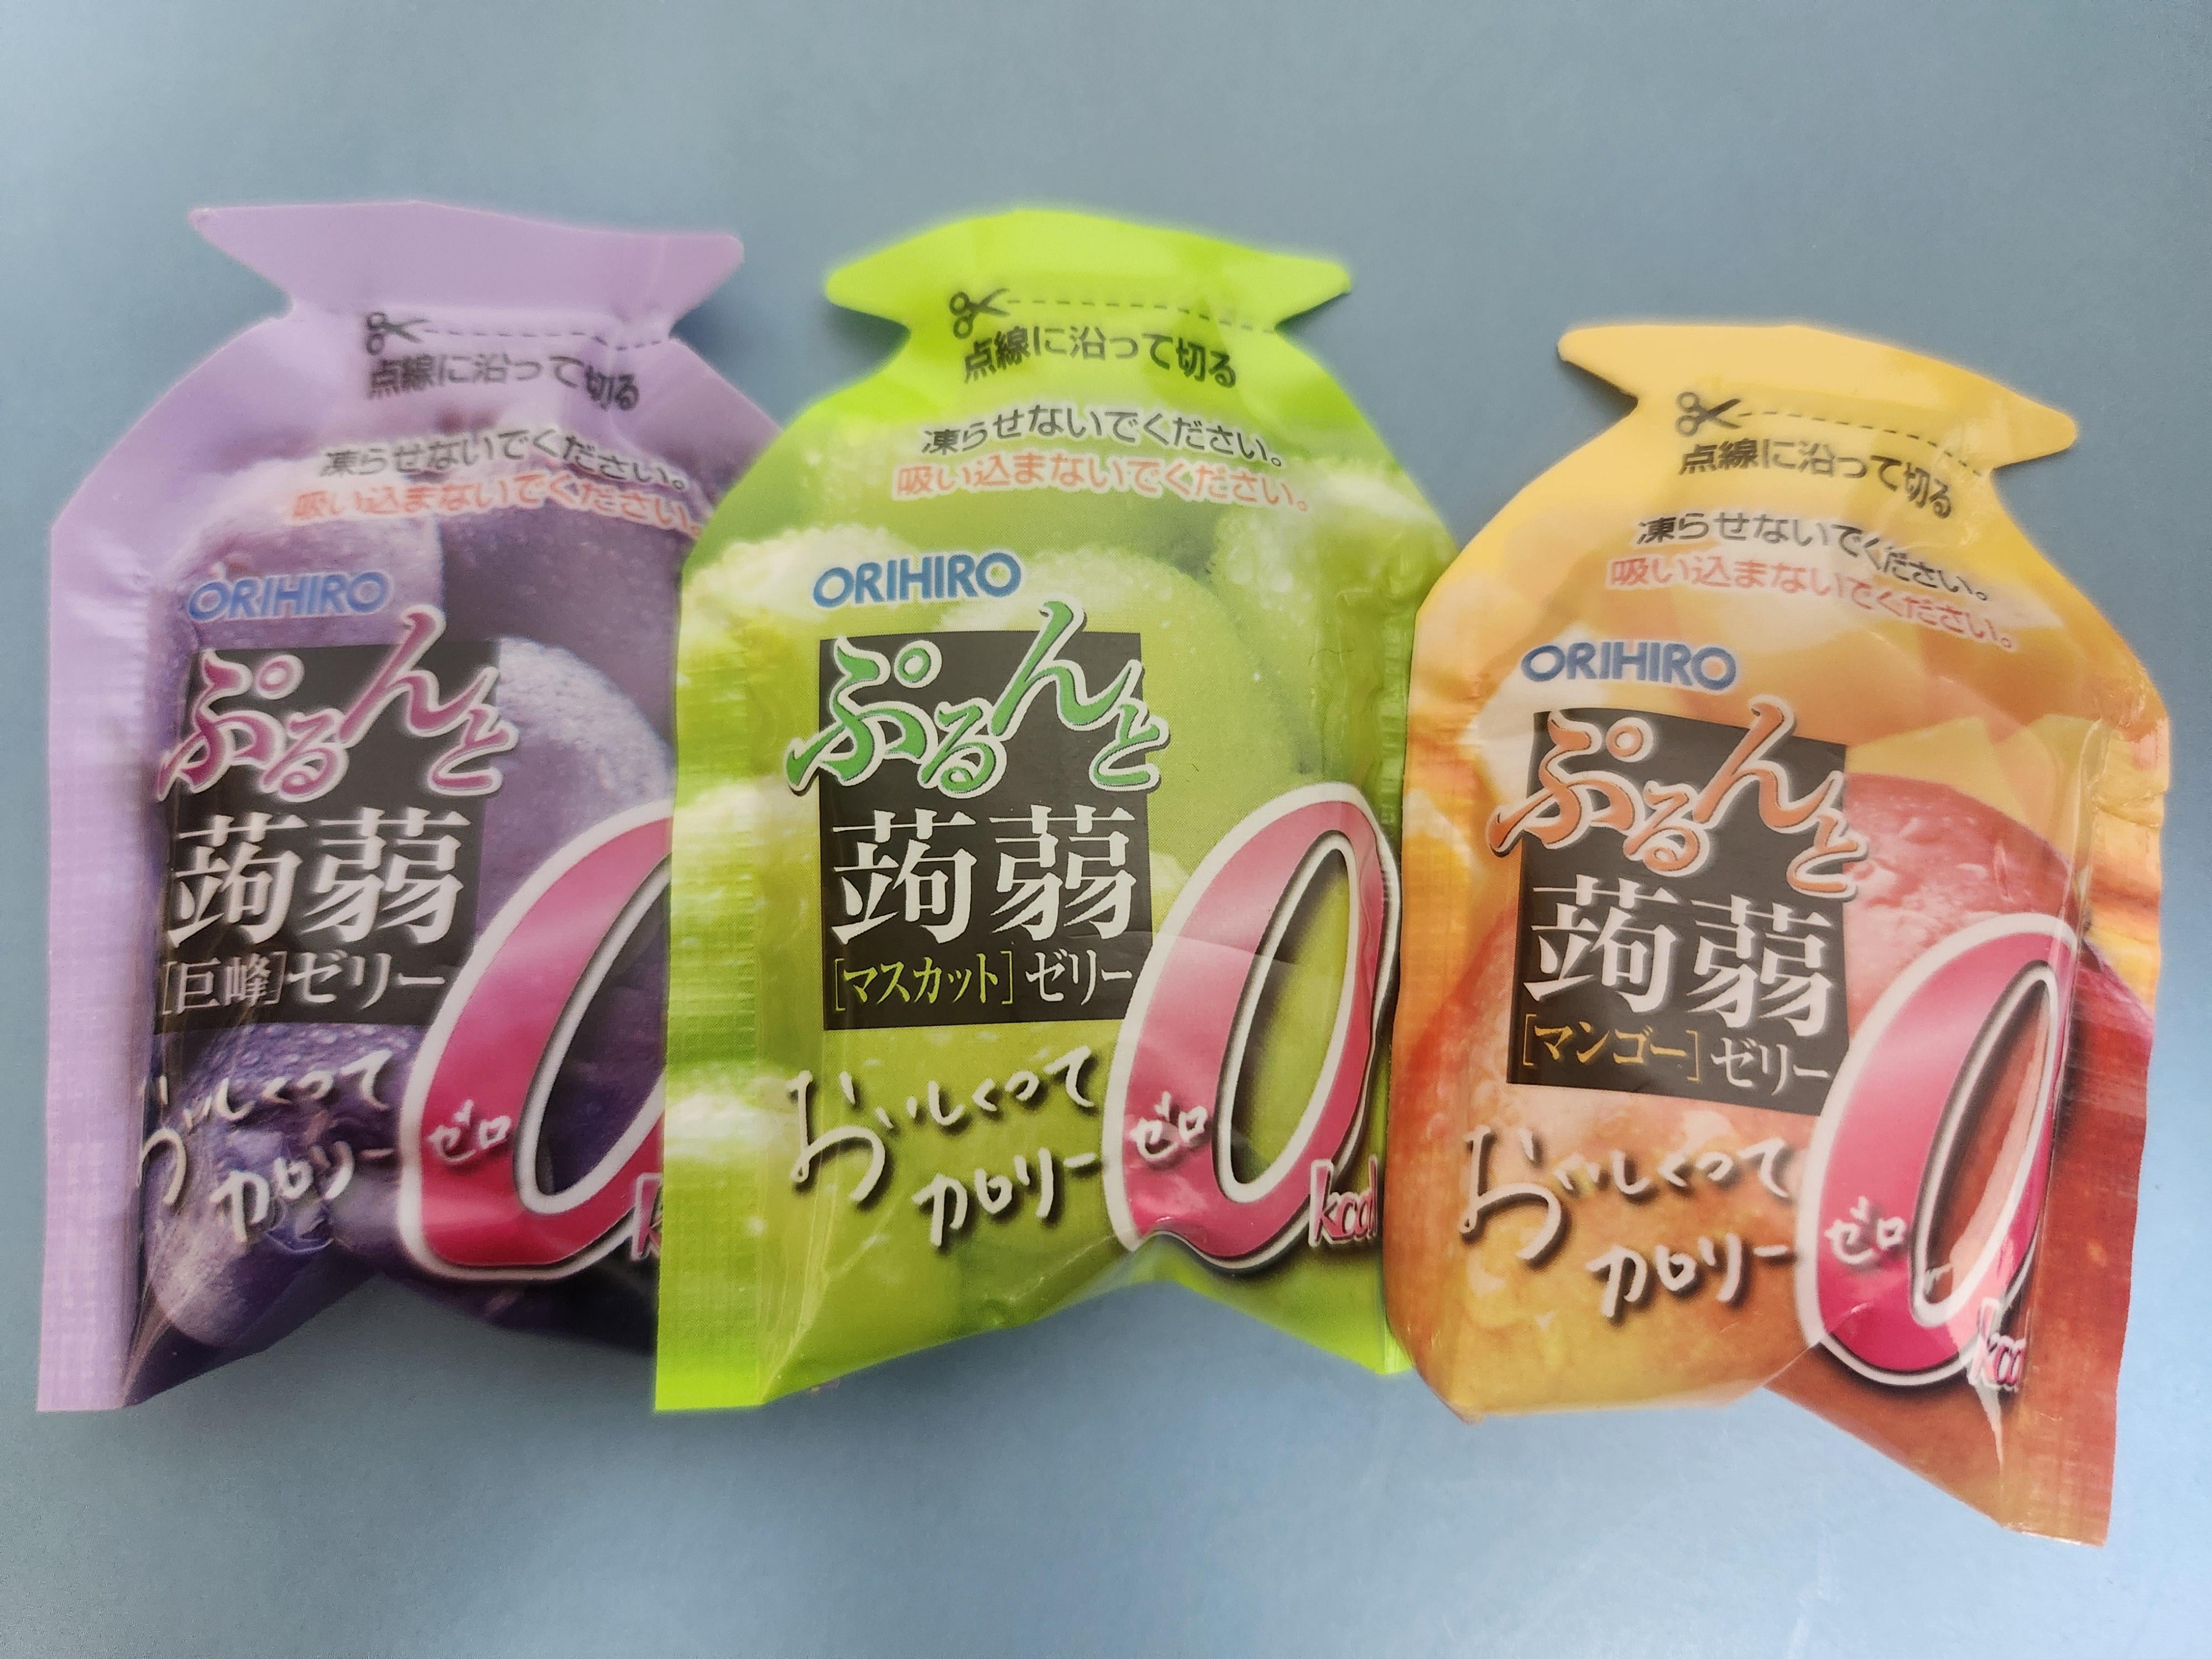 点線に沿って切る
凍らせないでください。
吸い込まないでください。
ORIHIRO
ぷるんと
蒟蒻
[巨峰]ゼリー
おいしくって
カロリー
ゼロ
0
点線に沿って切る
凍らせないでください。
吸い込まないでください。
ORIHIRO
ぷるんと
蒟蒻
[マスカット]ゼリー
おいしくって
カロリー
ゼロ
0kcal
点線に沿って切る
凍らせないでください。
吸い込まないでください。
ORIHIRO
ぷるんと
蒟蒻
[マンゴー]ゼリー
おいしくって
カロリー
ゼロ
0kcal